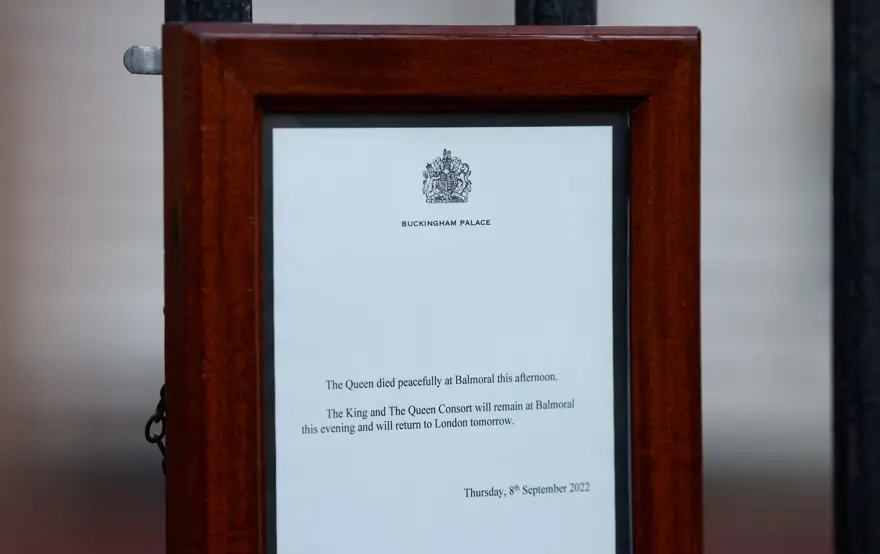 BUCKINGHAM PALACE
The Queen died peacefully at Balmoral this afternoon.
The King and The Queen Consort will remain at Balmoral
this evening and will return to London tomorrow.
Thursday, 8th September 2022